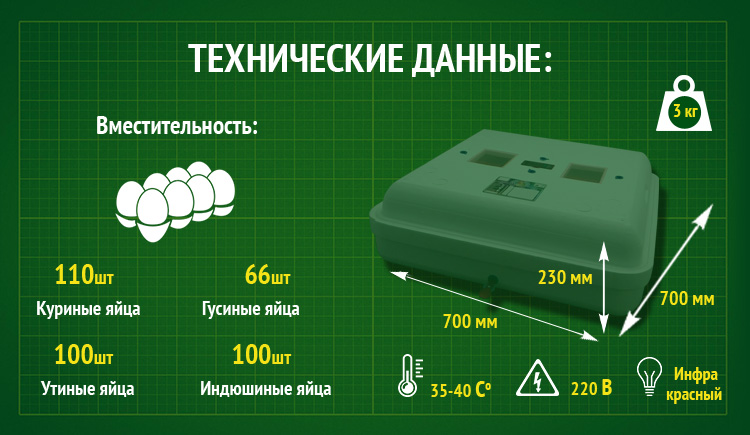 ТЕХНИЧЕСКИЕ ДАННЫЕ:
3 кг
Вместительность:
110шт
Куриные яйца
66шт
Гусиные яйца
100шт
Утиные яйца
100шт
Индюшиные яйца
230 мм
700 мм
700 мм
35-40 Сº
220 В
Инфра
красный